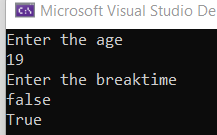 Microsoft Visual Studio De
Enter the age
19
Enter the breaktime
false
True